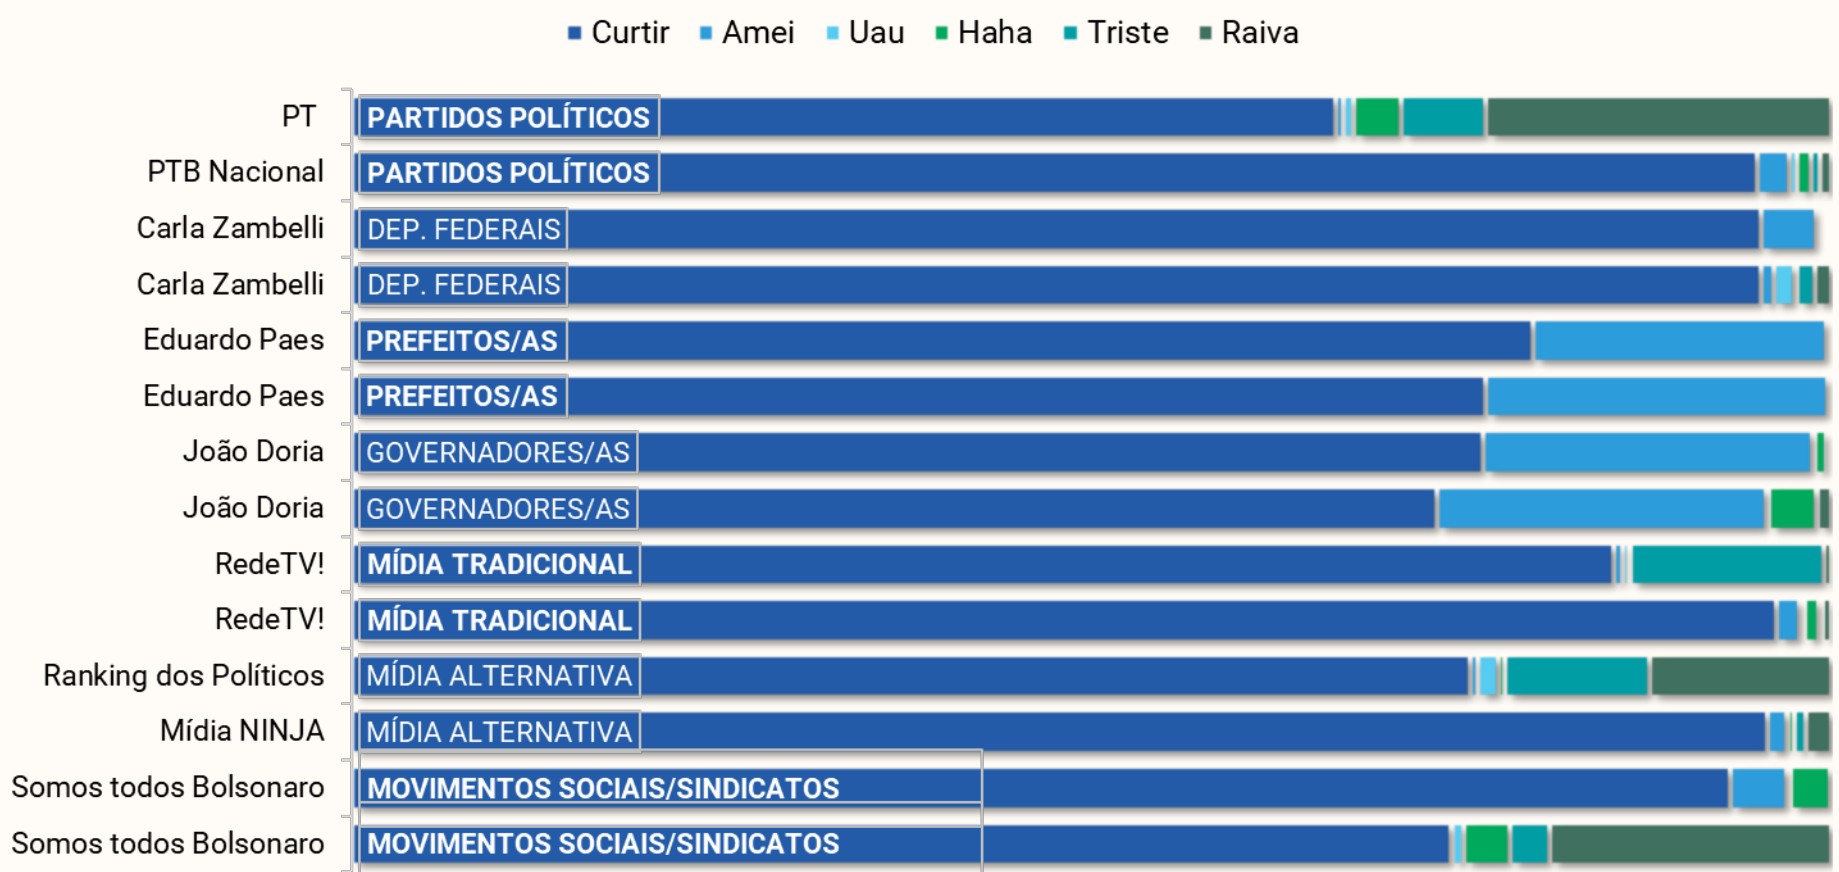 Curtir Amei Uau Haha Triste Raiva
PT PARTIDOS POLÍTICOS
PTB Nacional PARTIDOS POLÍTICOS
Carla Zambelli DEP. FEDERAIS
Carla Zambelli DEP. FEDERAIS
Eduardo Paes PREFEITOS/AS
Eduardo Paes PREFEITOS/AS
João Doria GOVERNADORES/AS
João Doria GOVERNADORES/AS
RedeTV! MÍDIA TRADICIONAL
RedeTV! MÍDIA TRADICIONAL
Ranking dos Políticos MÍDIA ALTERNATIVA
Mídia NINJA MÍDIA ALTERNATIVA
Somos todos Bolsonaro MOVIMENTOS SOCIAIS/SINDICATOS
Somos todos Bolsonaro MOVIMENTOS SOCIAIS/SINDICATOS